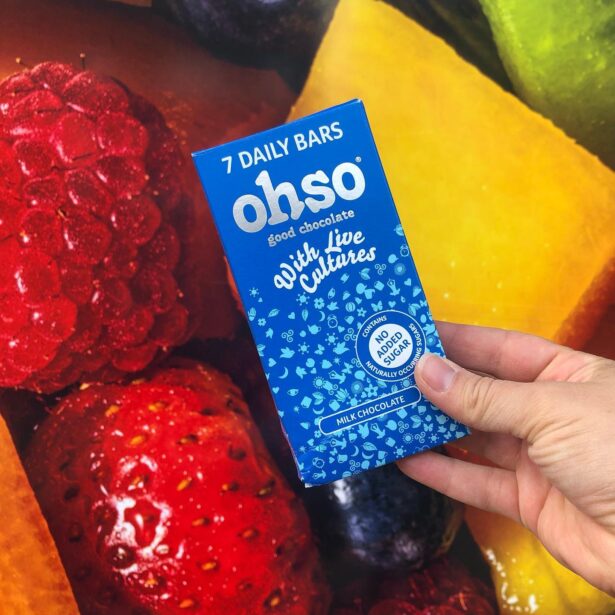 7 DAILY BARS
ohso®
good chocolate
With Live
Cultures
CONTAINS
NO
ADDED
SUGAR
NATURALLY OCCURRING SUGARS
MILK CHOCOLATE